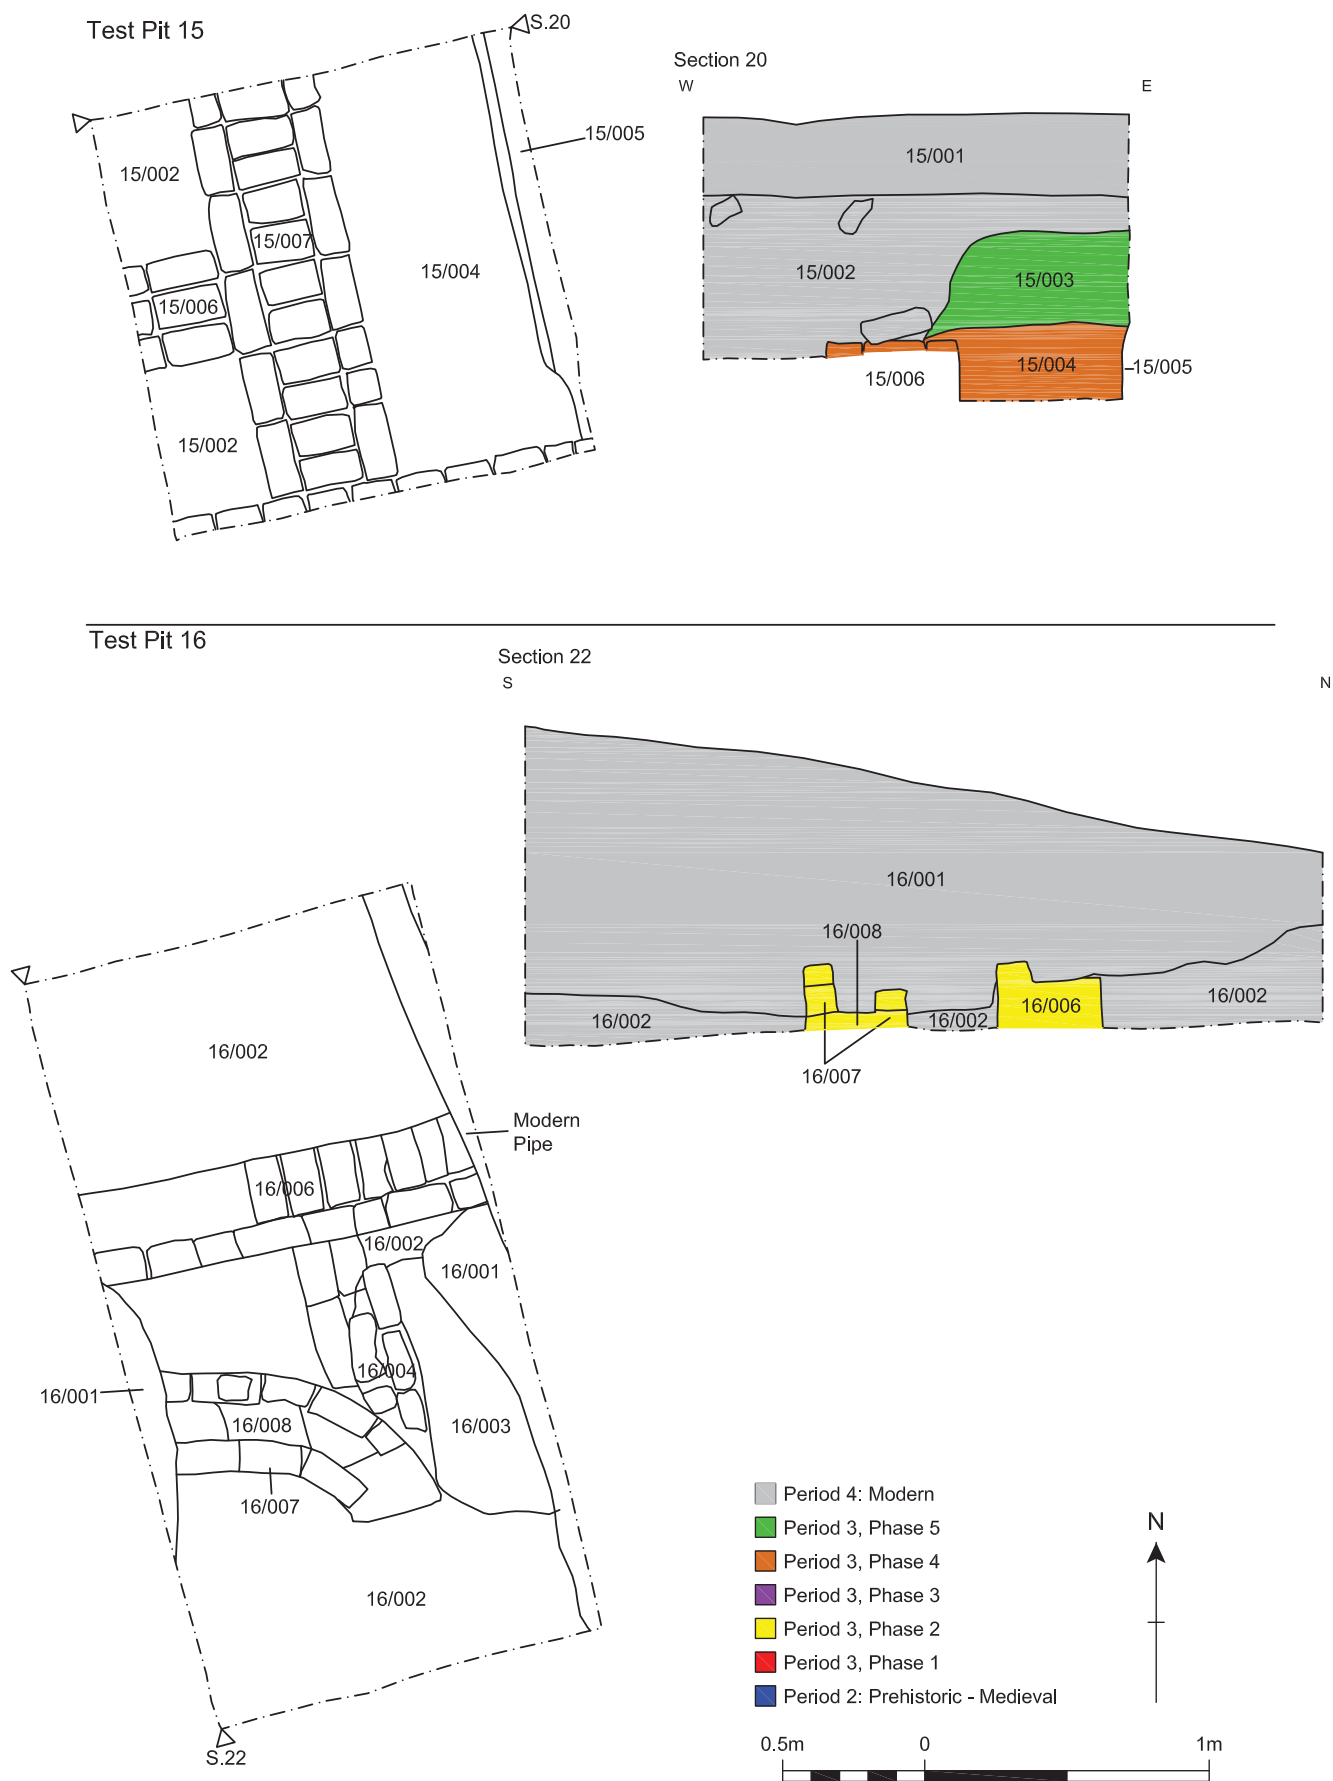 Test Pit 15
S.20
15/005
15/002
15/007
15/004
15/006
15/002
Section 20
W
E
15/001
15/002
15/003
15/004
15/005
15/006
Test Pit 16
Section 22
S
N
16/001
16/008
16/002
16/002
16/006
16/002
16/007
16/002
Modern
Pipe
16/006
16/002
16/001
16/004
16/001
16/003
16/008
16/007
16/002
S.22
Period 4: Modern
Period 3, Phase 5
Period 3, Phase 4
Period 3, Phase 3
Period 3, Phase 2
Period 3, Phase 1
Period 2: Prehistoric - Medieval
N
0.5m
0
1m